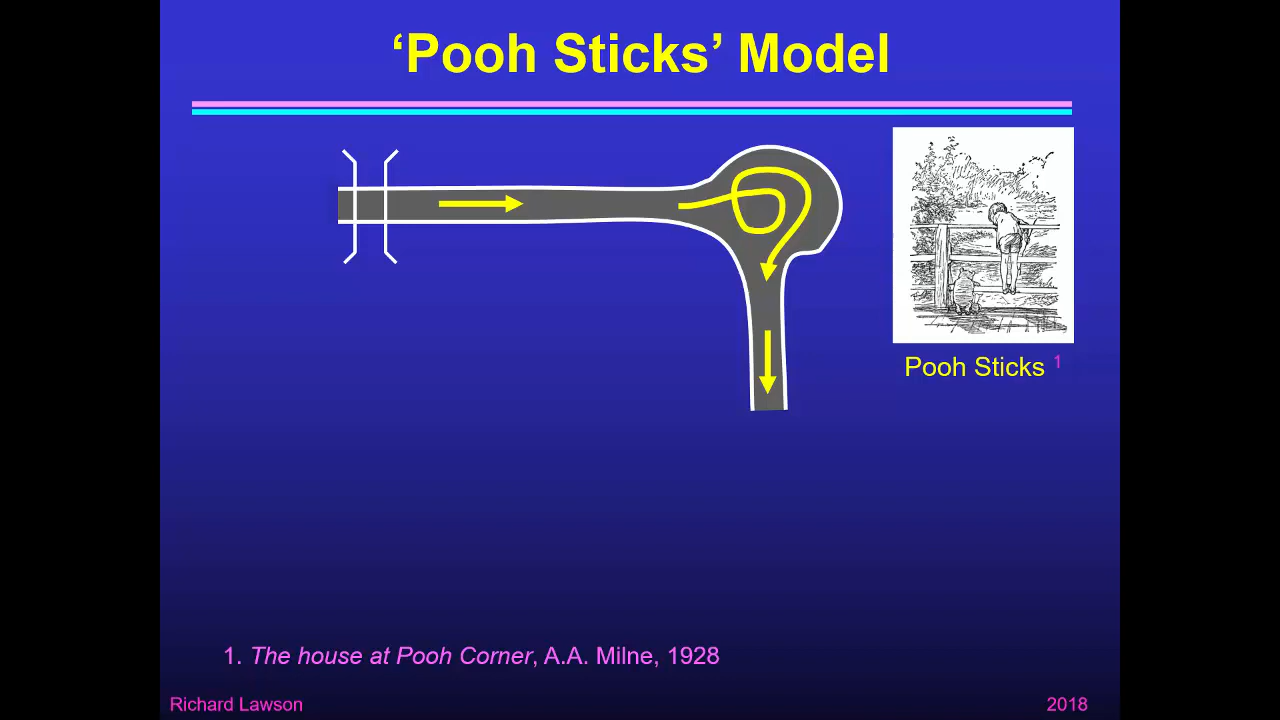 ‘Pooh Sticks’ Model
Pooh Sticks 1
1. The house at Pooh Corner, A.A. Milne, 1928
Richard Lawson
2018